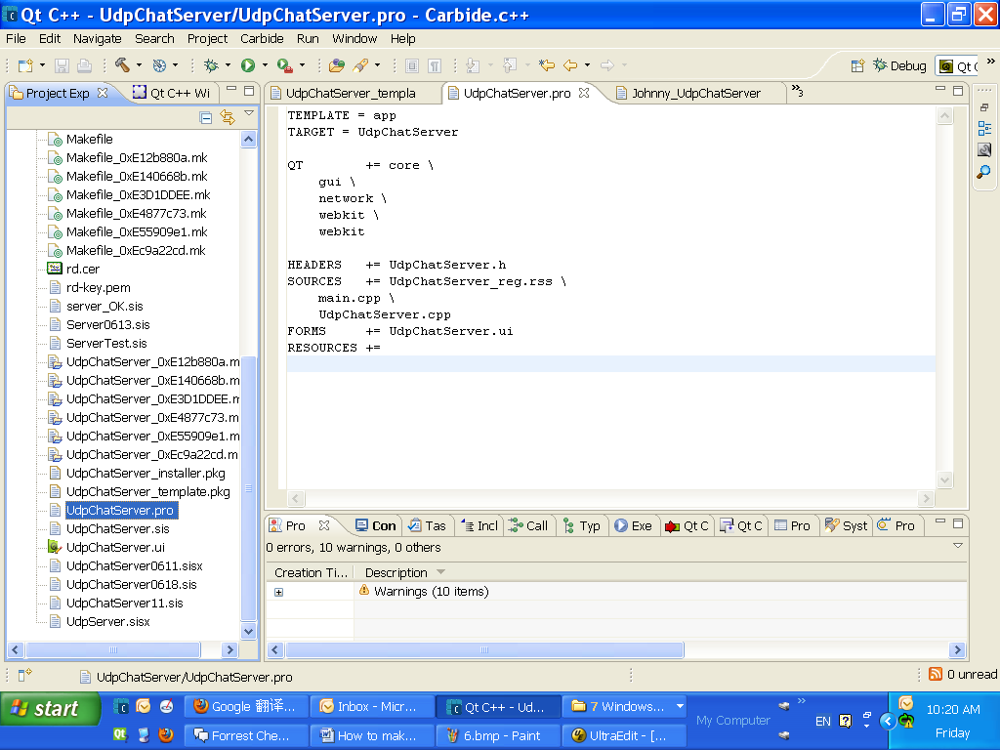 Qt C++ - UdpChatServer/UdpChatServer.pro - Carbide.c++
File Edit Navigate Search Project Carbide Run Window Help
Debug
Qt C
Project Exp
Qt C++ Wi
UdpChatServer_templa
UdpChatServer.pro
Johnny_UdpChatServer
»3
Makefile
Makefile_0xE12b880a.mk
Makefile_0xE140668b.mk
Makefile_0xE3D1DDEE.mk
Makefile_0xE4877c73.mk
Makefile_0xE55909e1.mk
Makefile_0xEc9a22cd.mk
rd.cer
rd-key.pem
server_OK.sis
Server0613.sis
ServerTest.sis
UdpChatServer_0xE12b880a.m
UdpChatServer_0xE140668b.m
UdpChatServer_0xE3D1DDEE.m
UdpChatServer_0xE4877c73.m
UdpChatServer_0xE55909e1.m
UdpChatServer_0xEc9a22cd.m
UdpChatServer_installer.pkg
UdpChatServer_template.pkg
UdpChatServer.pro
UdpChatServer.sis
UdpChatServer.ui
UdpChatServer0611.sisx
UdpChatServer0618.sis
UdpChatServer11.sis
UdpServer.sisx
TEMPLATE = app
TARGET = UdpChatServer
QT += core \
gui \
network \
webkit \
webkit
HEADERS += UdpChatServer.h
SOURCES += UdpChatServer_reg.rss \
main.cpp \
UdpChatServer.cpp
FORMS += UdpChatServer.ui
RESOURCES +=
Pro Con Tas Incl Call Typ Exe Qt C Qt C Pro Syst Pro
0 errors, 10 warnings, 0 others
Creation Ti... Description
Warnings (10 items)
UdpChatServer/UdpChatServer.pro
0 unread
start
Google 翻译...
Inbox - Micr...
Qt C++ - Ud...
7 Windows...
Forrest Che...
How to mak...
6.bmp - Paint
UltraEdit - [...
My Computer
EN
10:20 AM
Friday